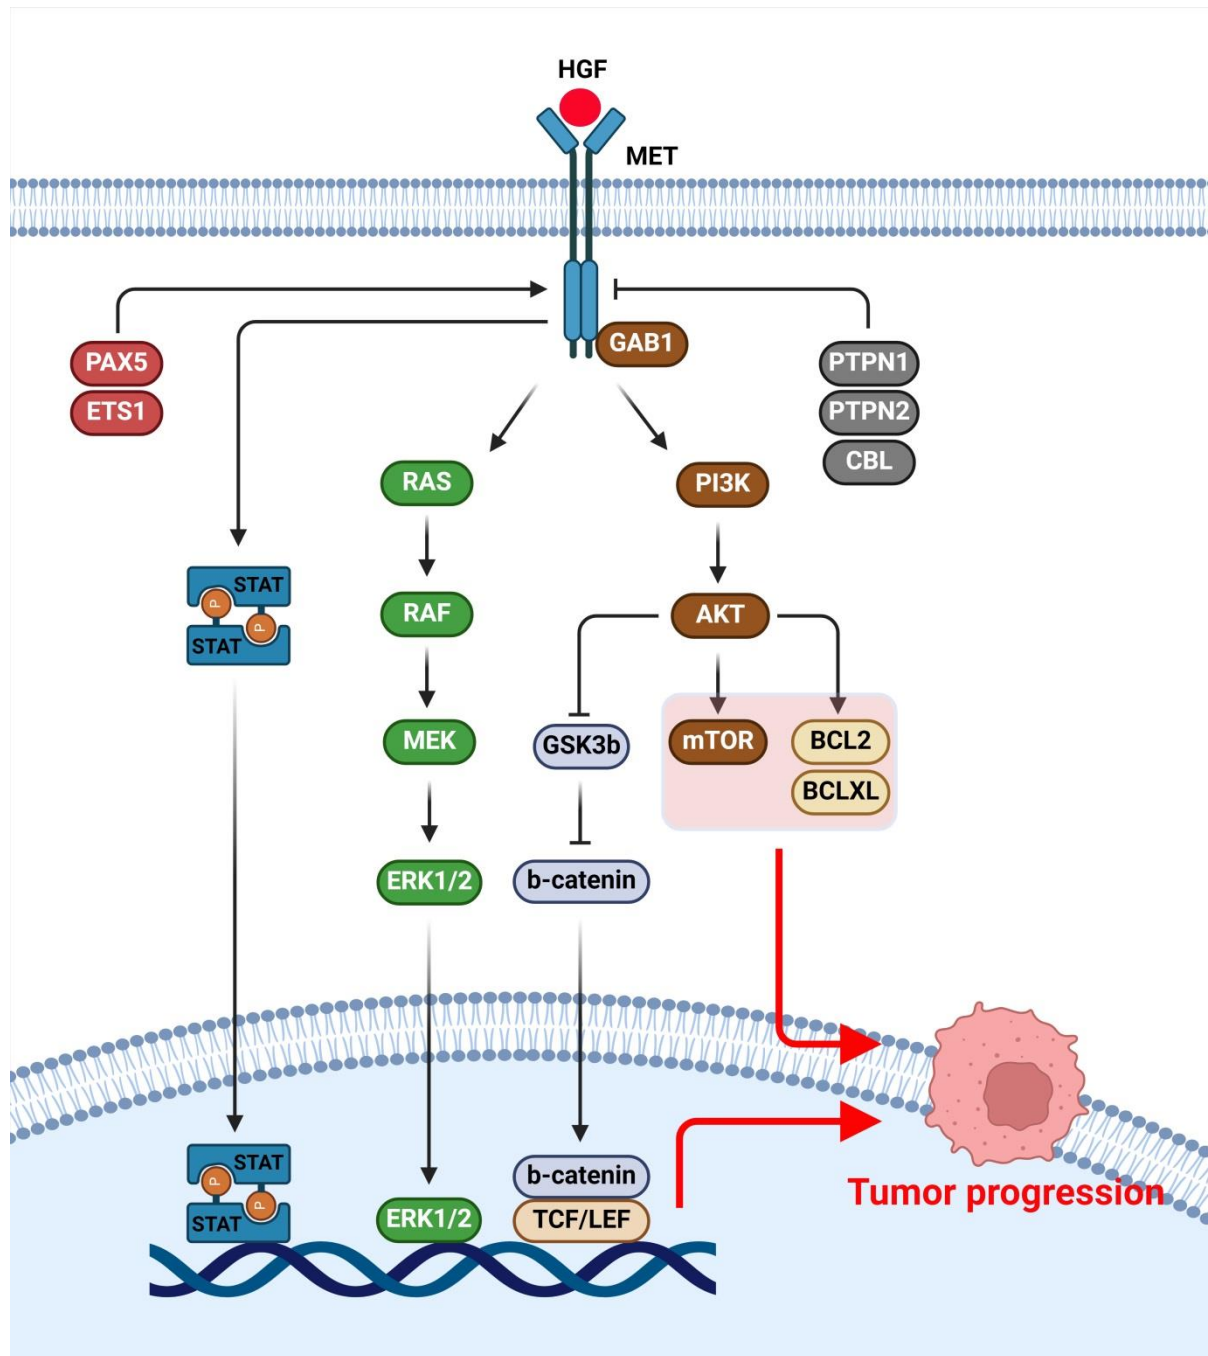 HGF
MET
GAB1
PAX5
ETS1
PTPN1
PTPN2
CBL
RAS
PI3K
STAT
P
P
STAT
RAF
AKT
MEK
GSK3b
mTOR
BCL2
BCLXL
ERK1/2
b-catenin
STAT
P
P
STAT
ERK1/2
b-catenin
TCF/LEF
Tumor progression